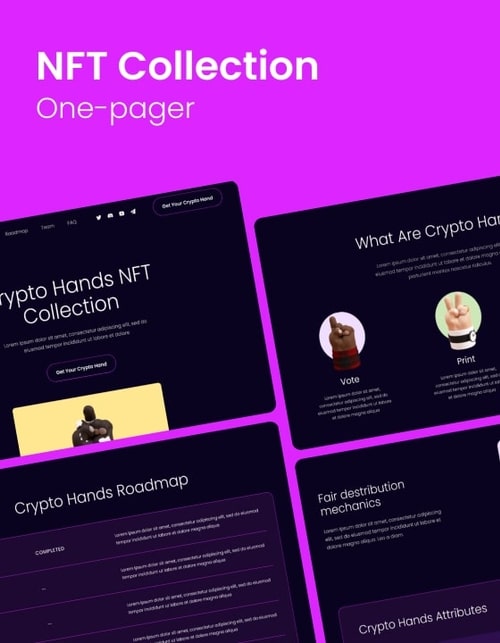 NFT Collection
One-pager
Roadmap Team FAQ
Get Your Crypto Hand
rypto Hands NFT
Collection
Lorem ipsum dolor sit amet, consectetur adipiscing elit, sed do
eiusmod tempor incididunt ut labore et dolore
Get Your Crypto Hand
What Are Crypto Han
Lorem ipsum dolor sit amet, consectetur adipiscing
eiusmod tempor incididunt ut labore et dolore magna
parturient montes nascetur ridiculus.
Vote
Lorem ipsum dolor sit amet,
consectetur adipiscing elit, sed do
eiusmod tempor incididunt ut labore
et dolore magna aliqua
Print
Lorem ipsum dolor sit amet,
consectetur adipiscing elit, sed do
eiusmod tempor incididunt ut labore
et dolore magna aliqua
Crypto Hands Roadmap
COMPLETED
Lorem ipsum dolor sit amet, consectetur adipiscing elit, sed do eiusmod
tempor incididunt ut labore et dolore magna aliqua
Lorem ipsum dolor sit amet, consectetur adipiscing elit, sed do eiusmod
tempor incididunt ut labore et dolore magna aliqua
Lorem ipsum dolor sit amet, consectetur adipiscing elit, sed do eiusmod
tempor incididunt ut labore et dolore magna aliqua
Lorem ipsum dolor sit amet, consectetur adipiscing elit, sed do
Fair destribution
mechanics
Lorem ipsum dolor sit amet, consectetur adipiscing
elit, sed do eiusmod tempor incididunt ut labore et
dolore magna aliqua. Leo a diam.
Crypto Hands Attributes